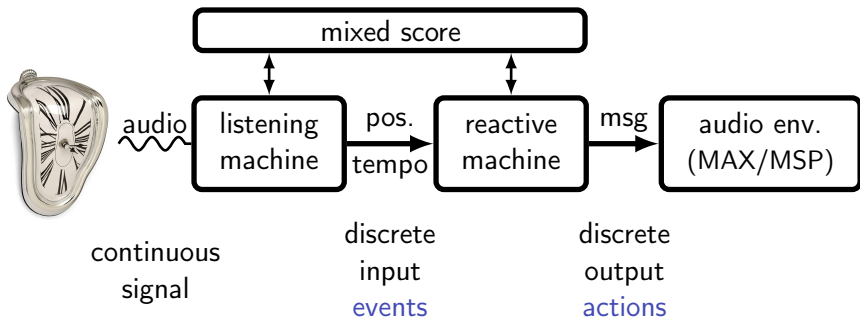 mixed score
audio
listening
machine
pos.
tempo
reactive
machine
msg
audio env.
(MAX/MSP)
continuous
signal
discrete
input
events
discrete
output
actions